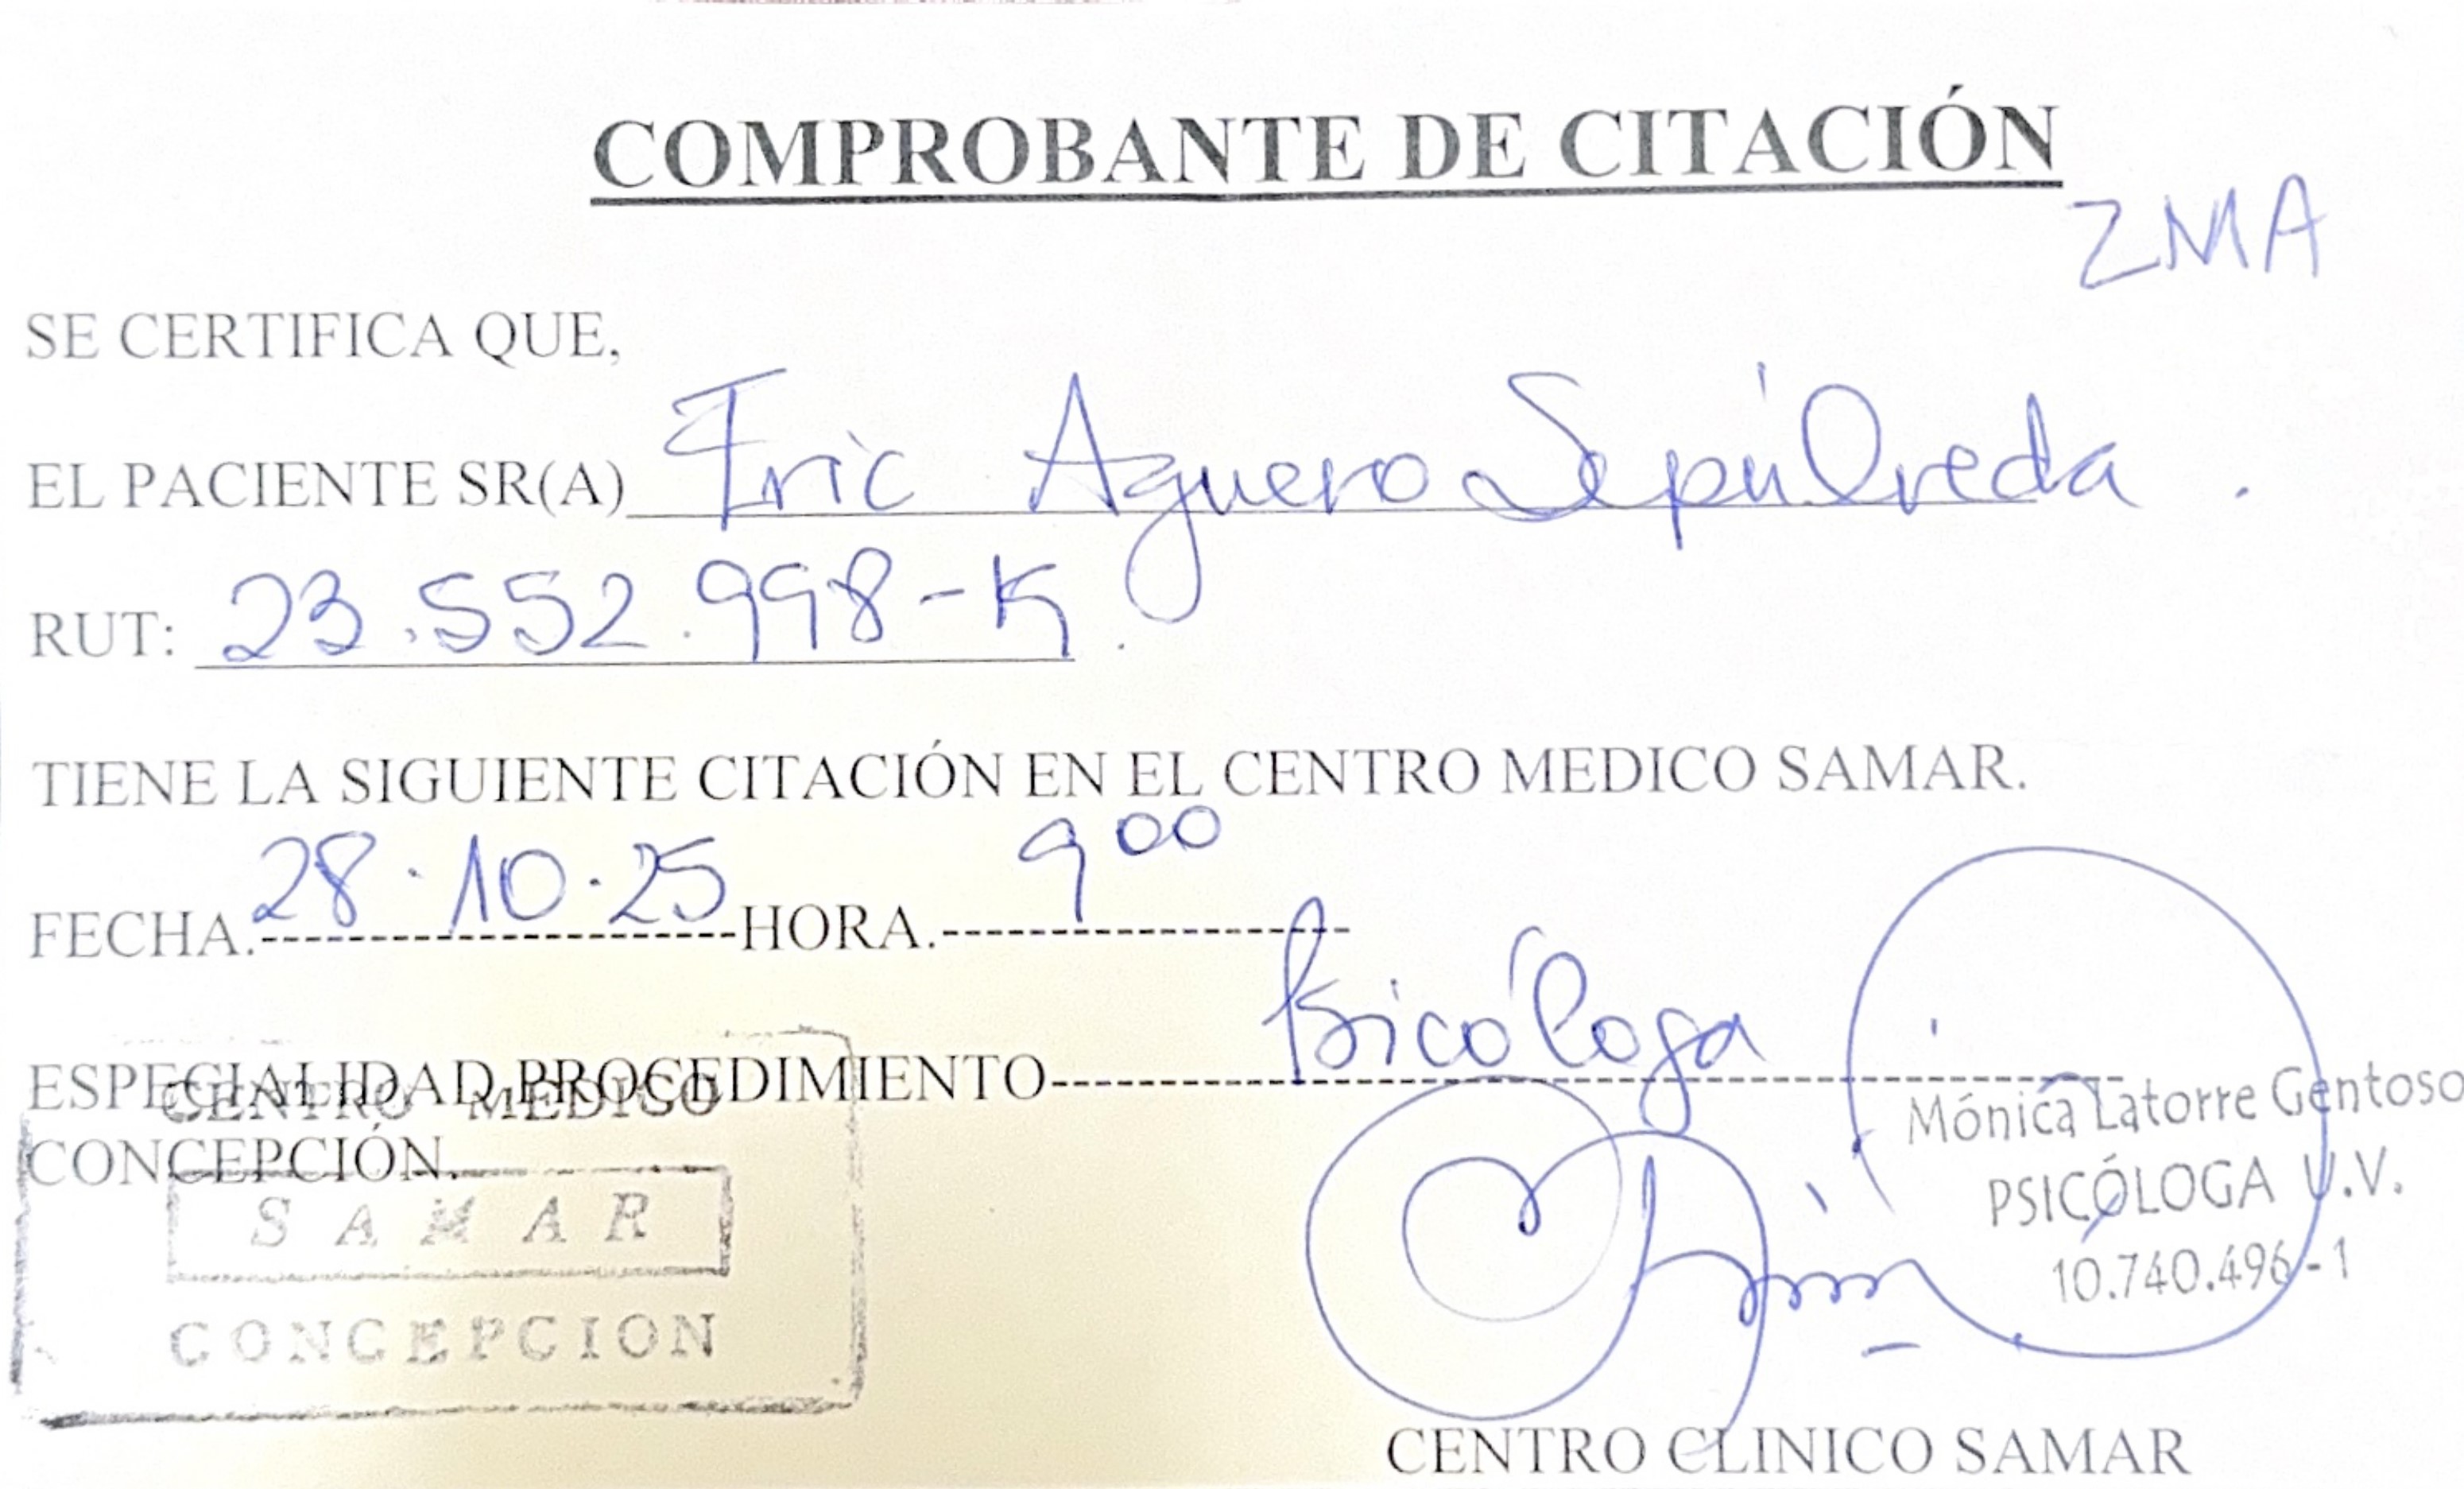 COMPROBANTE DE CITACIÓN
ZMA
SE CERTIFICA QUE,
EL PACIENTE SR(A) Eric Aguero Sepúlveda.
RUT: 23.552.998-K.
TIENE LA SIGUIENTE CITACIÓN EN EL CENTRO MEDICO SAMAR.
FECHA. 28.10.25 HORA. 9 00
ESPECIALIDAD,PROCEDIMIENTO Psicóloga
CONCEPCIÓN.
CENTRO MEDICO
SAMAR
CONCEPCION
Mónica Latorre Gentoso
PSICÓLOGA U.V.
10.740.496-1
CENTRO CLINICO SAMAR